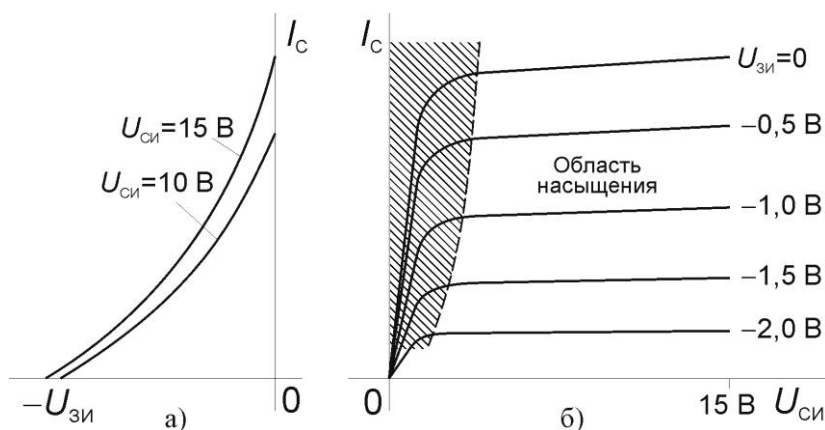 I_С
U_СИ=15 В
U_СИ=10 В
−U_ЗИ
0
а)
I_С
U_ЗИ=0
−0,5 В
Область
насыщения
−1,0 В
−1,5 В
−2,0 В
0
15 В U_СИ
б)